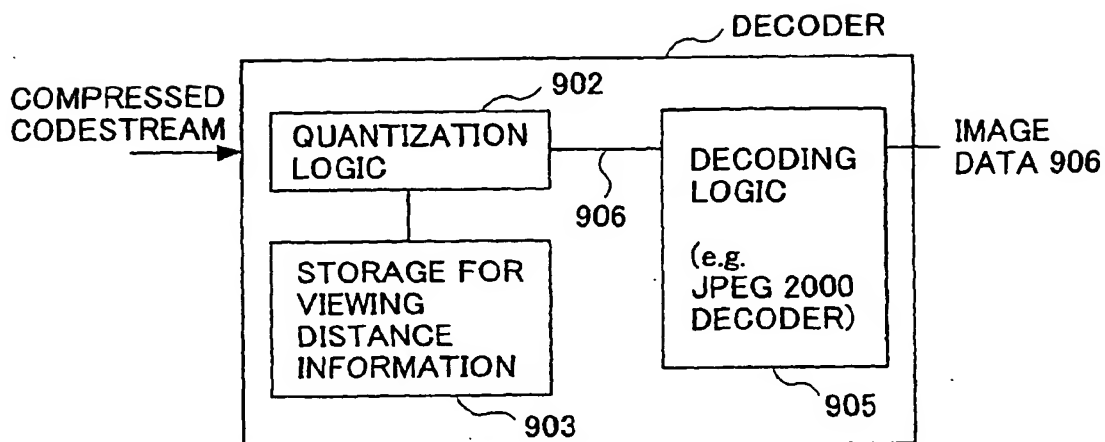 DECODER
COMPRESSED
CODESTREAM
902
QUANTIZATION
LOGIC
906
DECODING
LOGIC
(e.g.
JPEG 2000
DECODER)
IMAGE
DATA 906
STORAGE FOR
VIEWING
DISTANCE
INFORMATION
903
905